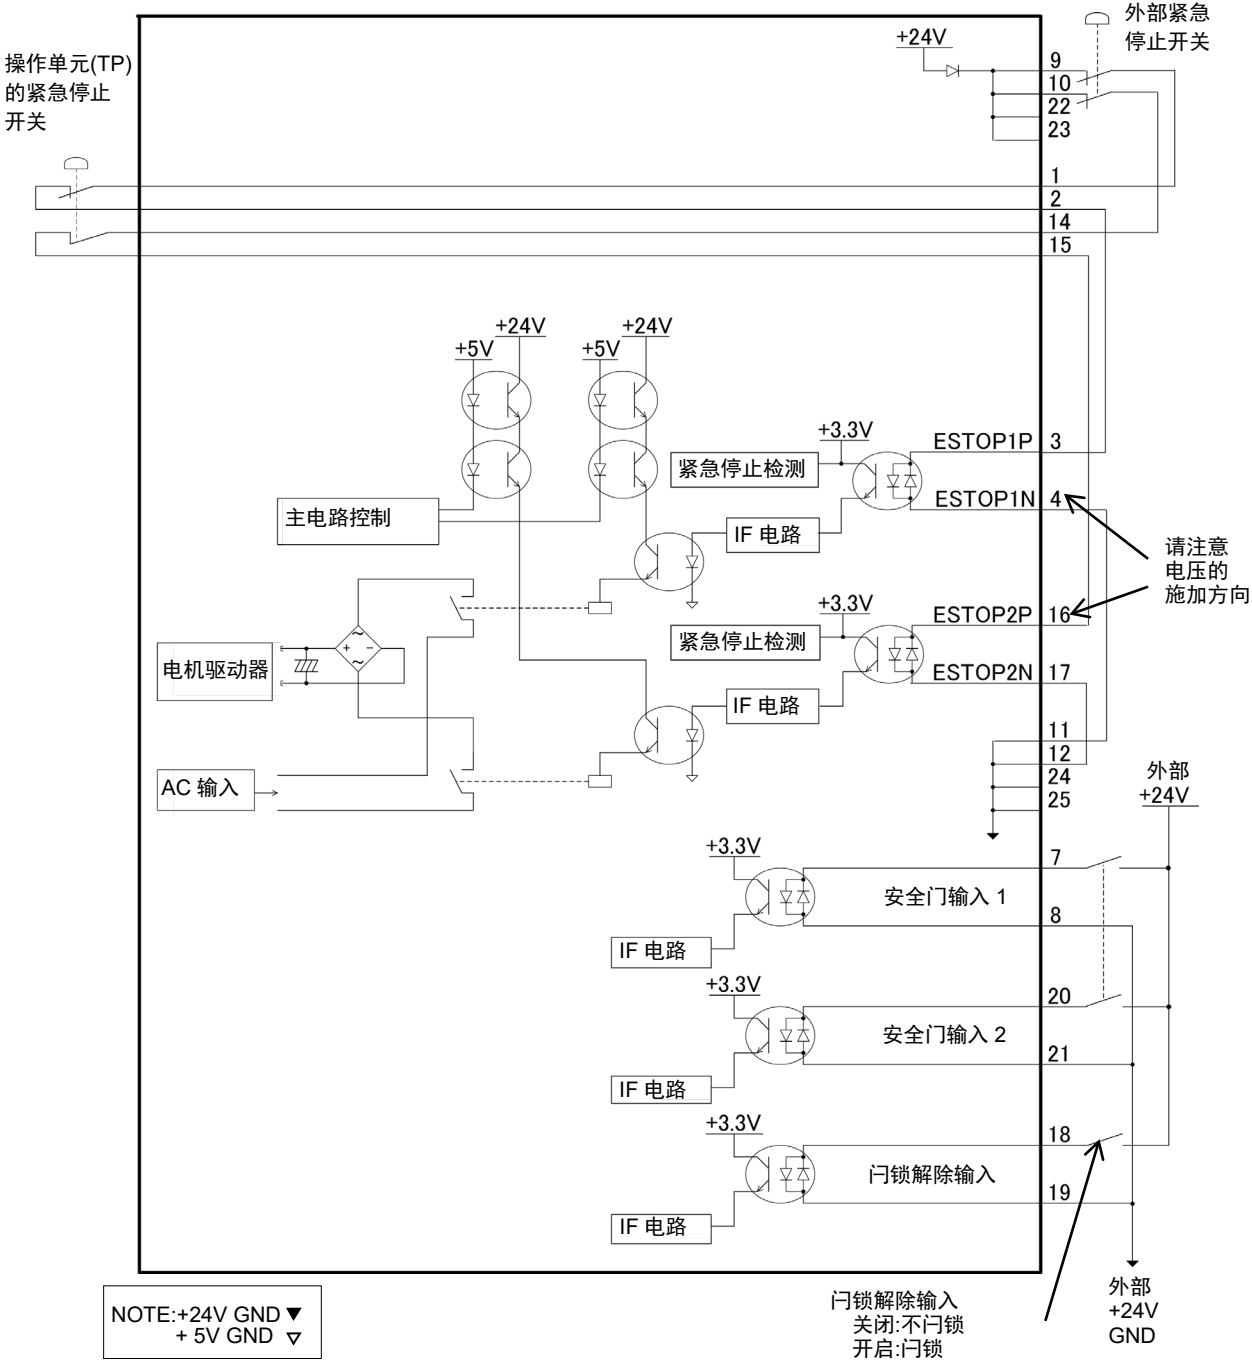 外部紧急
停止开关
+24V
操作单元(TP)
的紧急停止
开关
9
10
22
23
1
2
14
15
+24V
+24V
+5V
+5V
+3.3V
ESTOP1P 3
紧急停止检测
主电路控制
ESTOP1N 4
IF 电路
请注意
电压的
施加方向
+3.3V
ESTOP2P 16
紧急停止检测
电机驱动器
+ ~ - ~
ESTOP2N 17
IF 电路
11
12
24
25
AC 输入
外部
+24V
+3.3V
7
安全门输入 1
8
IF 电路
+3.3V
20
安全门输入 2
21
IF 电路
+3.3V
18
闩锁解除输入
19
IF 电路
NOTE:+24V GND ▼
+ 5V GND ▽
闩锁解除输入
关闭:不闩锁
开启:闩锁
外部
+24V
GND